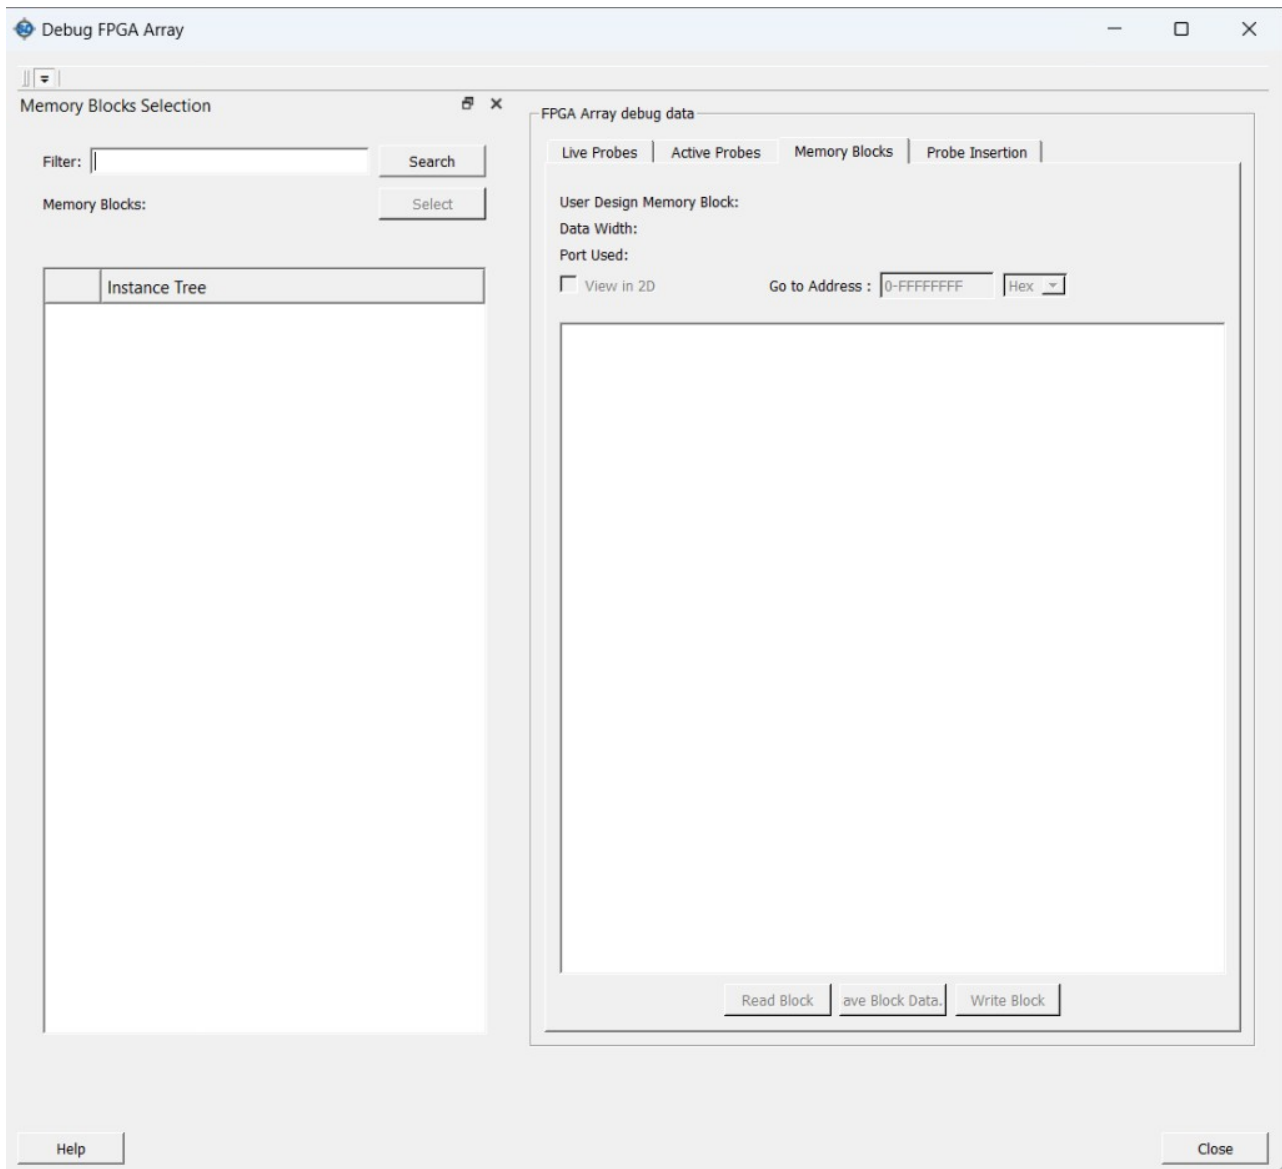 Debug FPGA Array
Memory Blocks Selection
Filter:
Search
Memory Blocks:
Select
Instance Tree
FPGA Array debug data
Live Probes
Active Probes
Memory Blocks
Probe Insertion
User Design Memory Block:
Data Width:
Port Used:
View in 2D
Go to Address :
0-FFFFFFFF
Hex
Read Block
ave Block Data.
Write Block
Help
Close